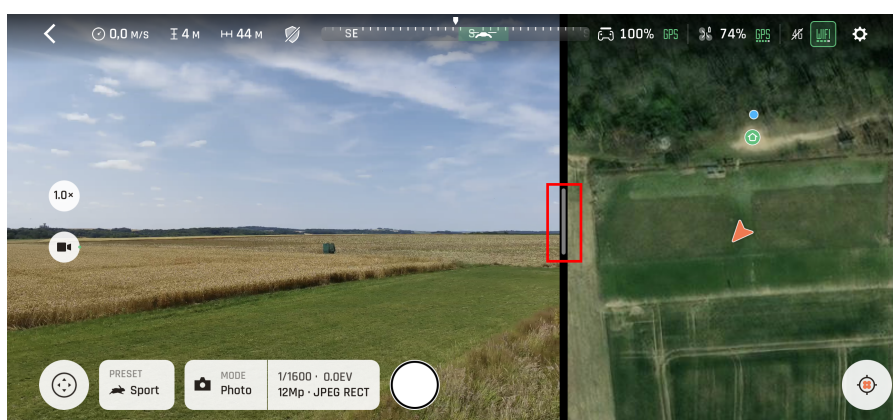 0,0 M/S 4 M 44 M SE S 100% GPS 74% GPS 4G WIFI
1.0×
PRESET
Sport
MODE
Photo
1/1600 · 0.0EV
12Mp · JPEG RECT